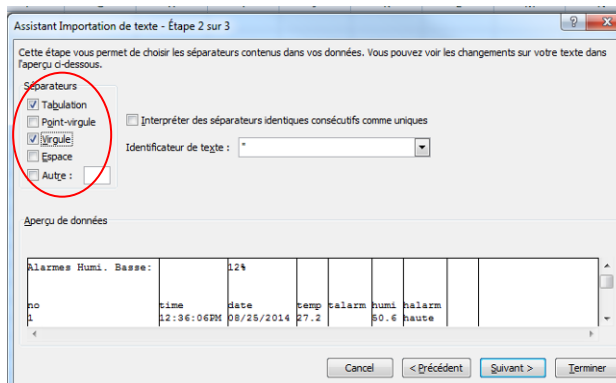 Assistant Importation de texte - Étape 2 sur 3
Cette étape vous permet de choisir les séparateurs contenus dans vos données. Vous pouvez voir les changements sur votre texte dans
l'aperçu ci-dessous.
Séparateurs
Tabulation
Point-virgule
Virgule
Espace
Autre :
Interpréter des séparateurs identiques consécutifs comme uniques
Identificateur de texte : "
Aperçu de données
Alarmes Humi. Basse: 12%
no time date temp talarm humi halarm
1 12:36:06PM 08/25/2014 27.2 50.6 haute
Cancel < Précédent Suivant > Terminer